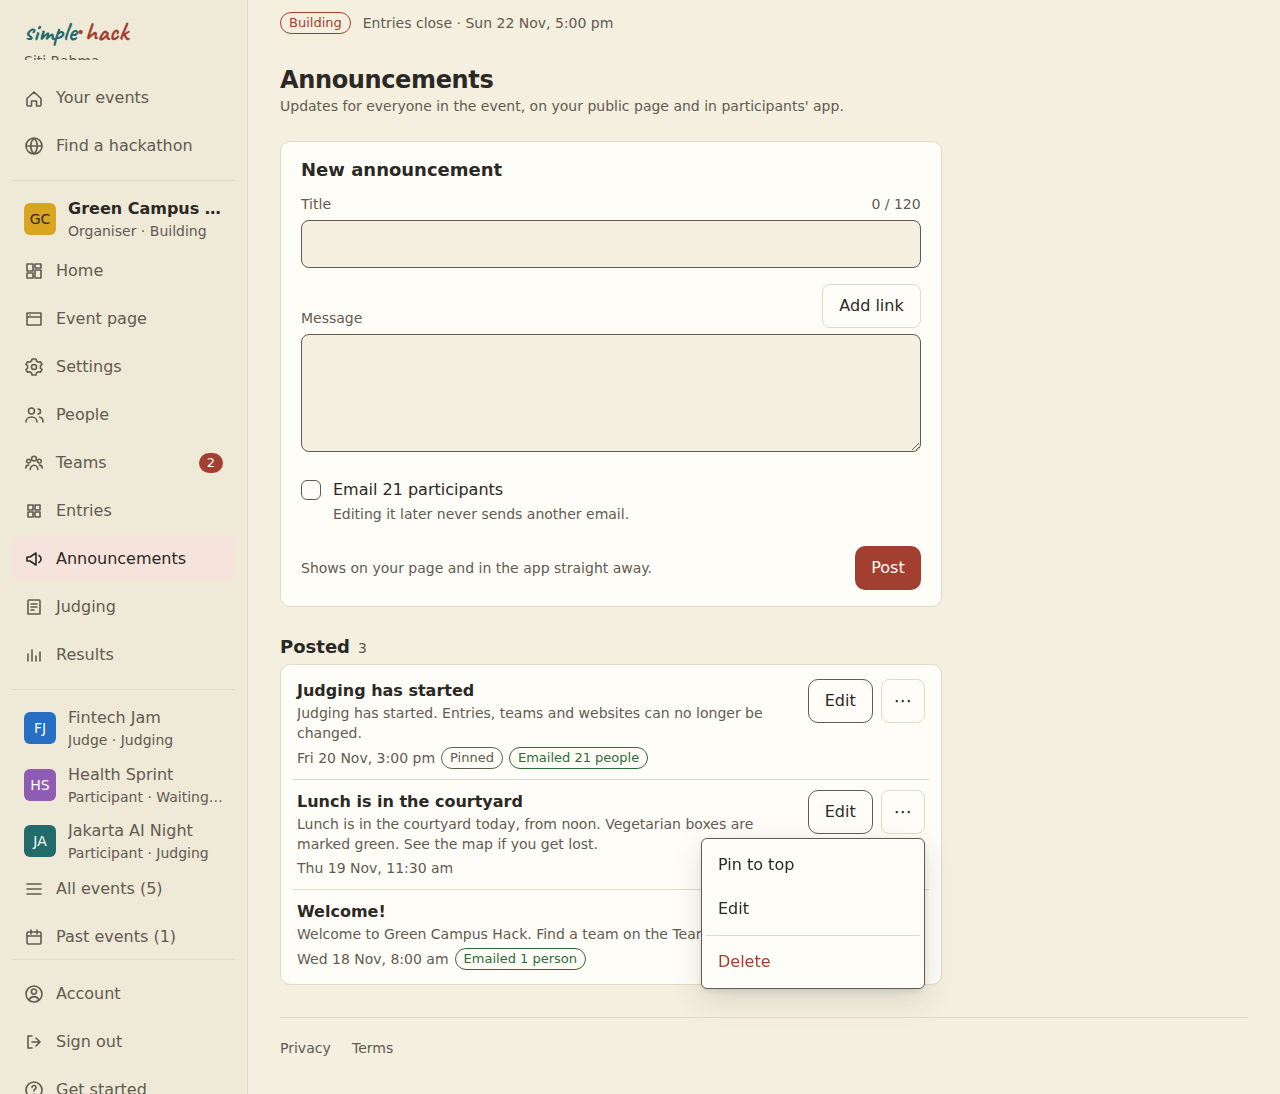 simple·hack
Siti Rahma
Your events
Find a hackathon
GC
Green Campus …
Organiser · Building
Home
Event page
Settings
People
Teams
2
Entries
Announcements
Judging
Results
FJ
Fintech Jam
Judge · Judging
HS
Health Sprint
Participant · Waiting…
JA
Jakarta AI Night
Participant · Judging
All events (5)
Past events (1)
Account
Sign out
Get started
Building
Entries close · Sun 22 Nov, 5:00 pm
Announcements
Updates for everyone in the event, on your public page and in participants' app.
New announcement
Title
0 / 120
Add link
Message
Email 21 participants
Editing it later never sends another email.
Shows on your page and in the app straight away.
Post
Posted 3
Judging has started
Edit
⋯
Judging has started. Entries, teams and websites can no longer be
changed.
Fri 20 Nov, 3:00 pm
Pinned
Emailed 21 people
Lunch is in the courtyard
Edit
⋯
Lunch is in the courtyard today, from noon. Vegetarian boxes are
marked green. See the map if you get lost.
Thu 19 Nov, 11:30 am
Pin to top
Edit
Delete
Welcome!
Welcome to Green Campus Hack. Find a team on the
Wed 18 Nov, 8:00 am
Emailed 1 person
Privacy
Terms